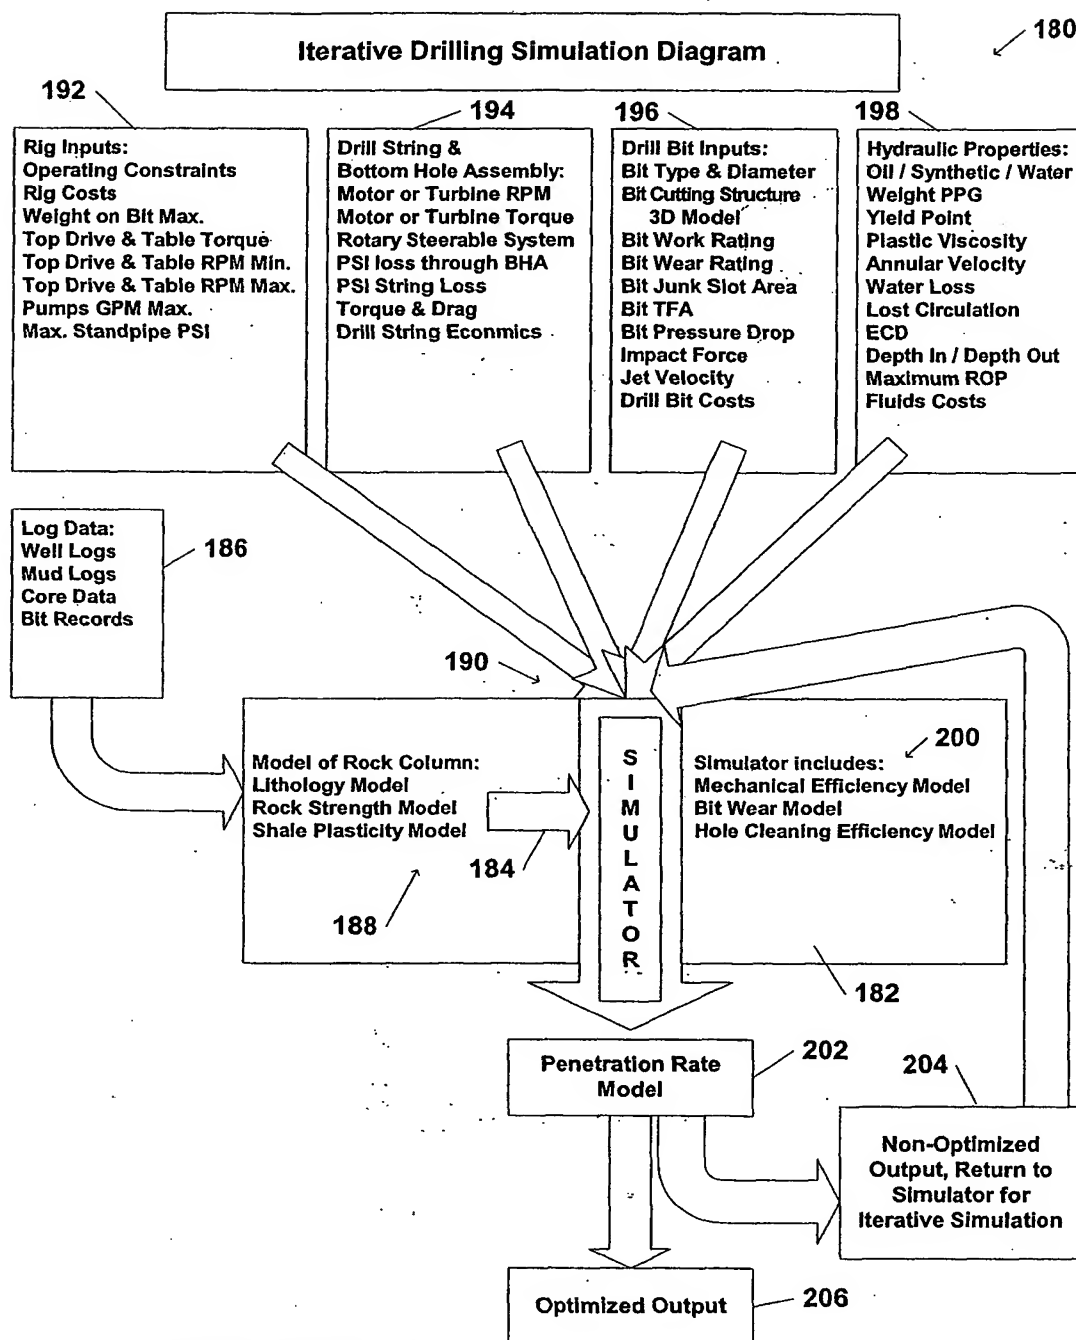 Iterative Drilling Simulation Diagram
180
192
Rig Inputs:
Operating Constraints
Rig Costs
Weight on Bit Max.
Top Drive & Table Torque
Top Drive & Table RPM Min.
Top Drive & Table RPM Max.
Pumps GPM Max.
Max. Standpipe PSI
194
Drill String &
Bottom Hole Assembly:
Motor or Turbine RPM
Motor or Turbine Torque
Rotary Steerable System
PSI loss through BHA
PSI String Loss
Torque & Drag
Drill String Econmics
196
Drill Bit Inputs:
Bit Type & Diameter
Bit Cutting Structure
3D Model
Bit Work Rating
Bit Wear Rating
Bit Junk Slot Area
Bit TFA
Bit Pressure Drop
Impact Force
Jet Velocity
Drill Bit Costs
198
Hydraulic Properties:
Oil / Synthetic / Water
Weight PPG
Yield Point
Plastic Viscosity
Annular Velocity
Water Loss
Lost Circulation
ECD
Depth In / Depth Out
Maximum ROP
Fluids Costs
Log Data:
Well Logs
Mud Logs
Core Data
Bit Records
186
190
Model of Rock Column:
Lithology Model
Rock Strength Model
Shale Plasticity Model
184
188
SIMULATOR
200
Simulator includes:
Mechanical Efficiency Model
Bit Wear Model
Hole Cleaning Efficiency Model
182
Penetration Rate
Model
202
204
Non-Optimized
Output, Return to
Simulator for
Iterative Simulation
Optimized Output
206